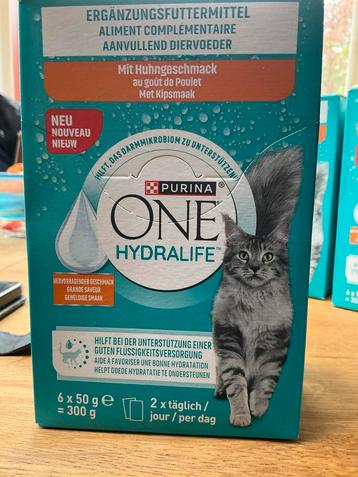 ERGÄNZUNGSFUTTERMITTEL
ALIMENT COMPLEMENTAIRE
AANVULLEND DIERVOEDER
Mit Huhngeschmack
au goût de Poulet
Met Kipsmaak
NEU
NOUVEAU
NIEUW
HILFT, DAS DARMMIKROBIOM ZU UNTERSTÜTZEN
PURINA
ONE
HYDRALIFE™
HERVORRAGENDER GESCHMACK
GRANDE SAVEUR
GEWELDIGE SMAAK
HILFT BEI DER UNTERSTÜTZUNG EINER
GUTEN FLÜSSIGKEITSVERSORGUNG
AIDE À FAVORISER UNE BONNE HYDRATATION
HELPT GOEDE HYDRATATIE TE ONDERSTEUNEN
6 x 50 g e
= 300 g
2 x täglich /
jour / per dag